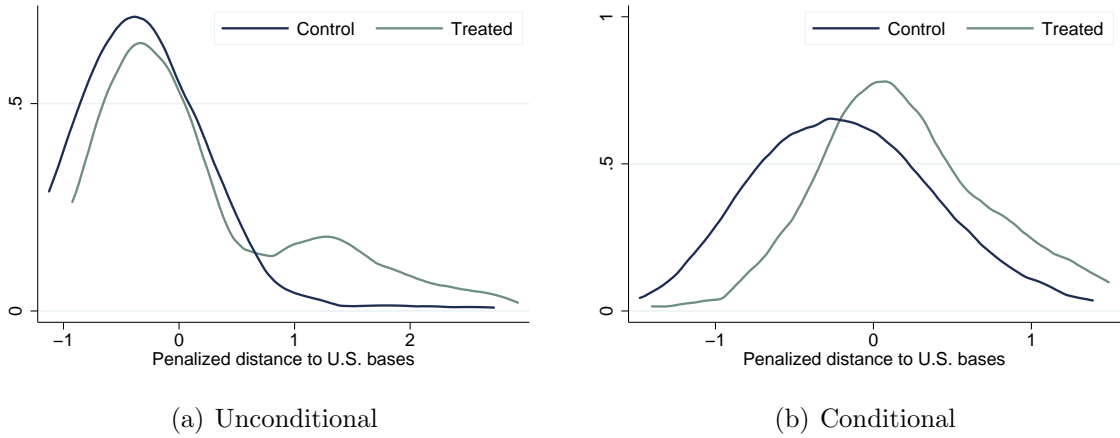 Control Treated
.5
0
−1 0 1 2
Penalized distance to U.S. bases
(a) Unconditional
Control Treated
1
.5
0
−1 0 1
Penalized distance to U.S. bases
(b) Conditional